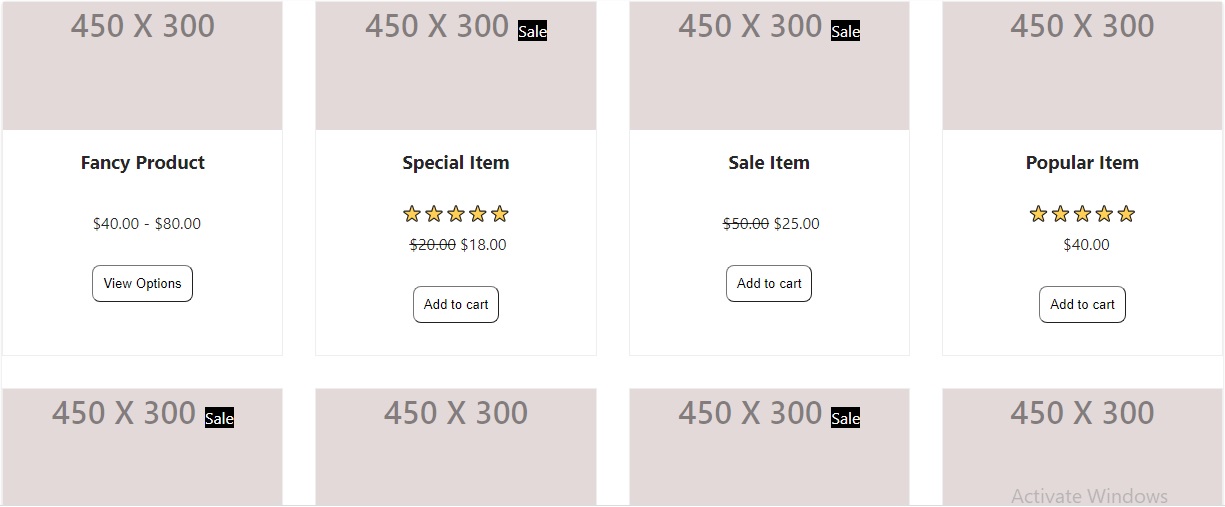 450 X 300
450 X 300 Sale
450 X 300 Sale
450 X 300
Fancy Product
Special Item
Sale Item
Popular Item
$40.00 - $80.00
$20.00 $18.00
$50.00 $25.00
$40.00
View Options
Add to cart
Add to cart
Add to cart
450 X 300 Sale
450 X 300
450 X 300 Sale
450 X 300
Activate Windows